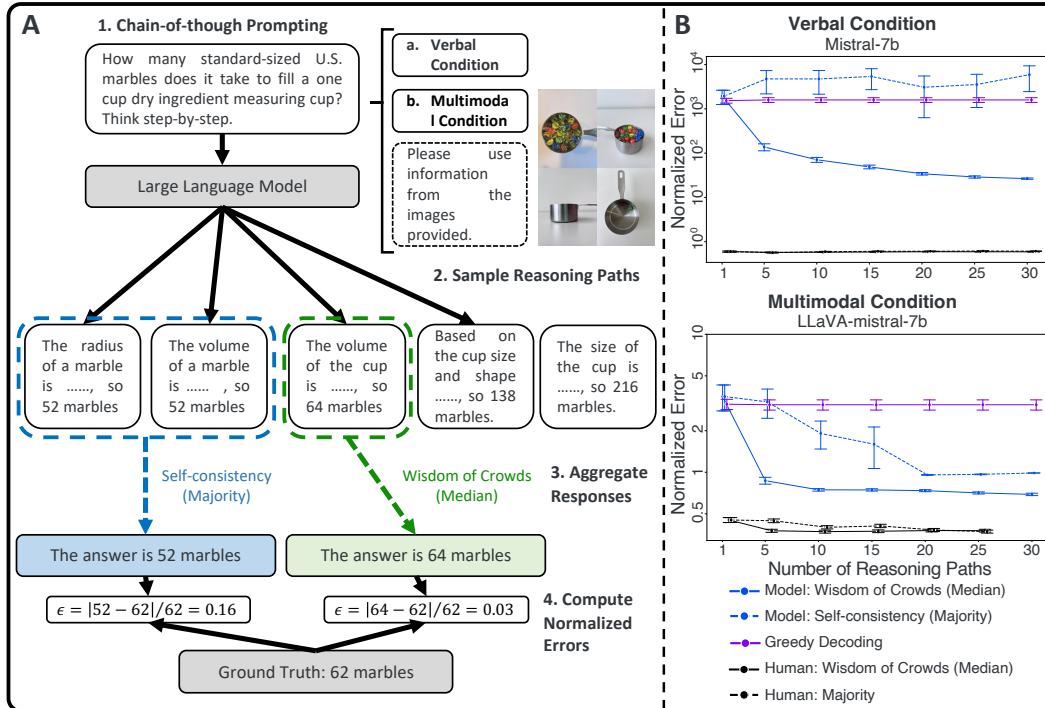 A
1. Chain-of-though Prompting
How many standard-sized U.S.
marbles does it take to fill a one
cup dry ingredient measuring cup?
Think step-by-step.
Large Language Model
a. Verbal
Condition
b. Multimoda
l Condition
Please use
information
from the
images
provided.
2. Sample Reasoning Paths
The radius
of a marble
is ……, so
52 marbles
The volume
of a marble
is …… , so
52 marbles
The volume
of the cup
is ……, so
64 marbles
Based on
the cup size
and shape
……, so 138
marbles.
The size of
the cup is
……, so 216
marbles.
Self-consistency
(Majority)
Wisdom of Crowds
(Median)
3. Aggregate
Responses
The answer is 52 marbles
The answer is 64 marbles
ϵ = |52 − 62|/62 = 0.16
ϵ = |64 − 62|/62 = 0.03
4. Compute
Normalized
Errors
Ground Truth: 62 marbles
B
Verbal Condition
Mistral-7b
Normalized Error
10⁴
10³
10²
10¹
10⁰
1 5 10 15 20 25 30
Multimodal Condition
LLaVA-mistral-7b
Normalized Error
10
5
2
1
0.5
1 5 10 15 20 25 30
Number of Reasoning Paths
Model: Wisdom of Crowds (Median)
Model: Self-consistency (Majority)
Greedy Decoding
Human: Wisdom of Crowds (Median)
Human: Majority